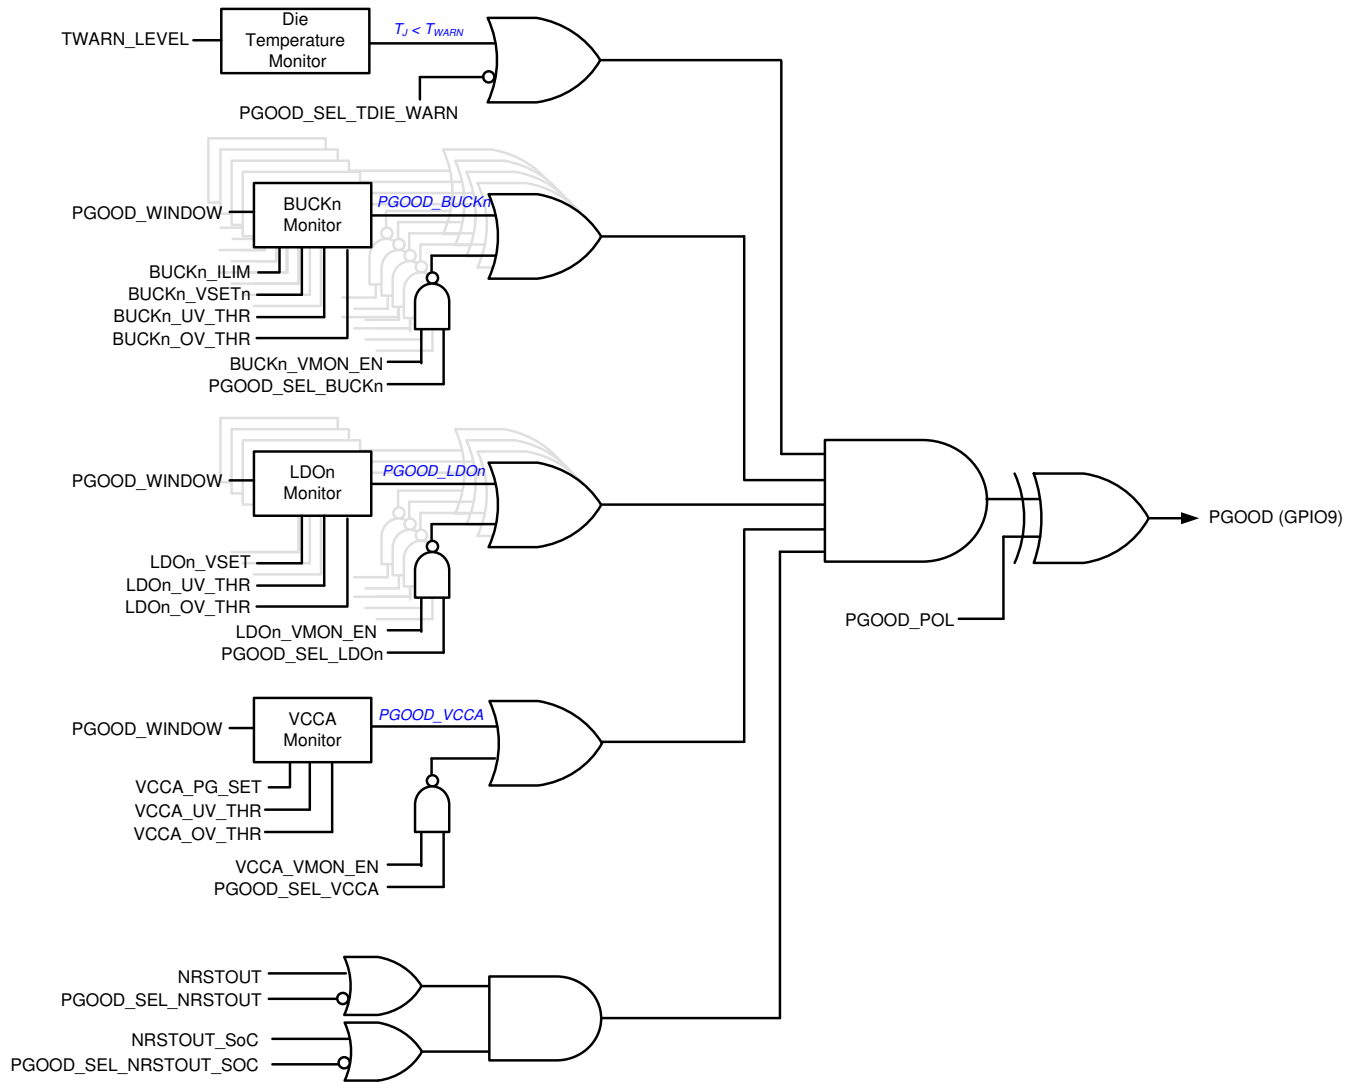 Die
Temperature
Monitor
TWARN_LEVEL
TJ < TWARN
PGOOD_SEL_TDIE_WARN
PGOOD_WINDOW
BUCKn
Monitor
PGOOD_BUCKn
BUCKn_ILIM
BUCKn_VSETn
BUCKn_UV_THR
BUCKn_OV_THR
BUCKn_VMON_EN
PGOOD_SEL_BUCKn
PGOOD_WINDOW
LDOn
Monitor
PGOOD_LDOn
PGOOD (GPIO9)
LDOn_VSET
LDOn_UV_THR
LDOn_OV_THR
PGOOD_POL
LDOn_VMON_EN
PGOOD_SEL_LDOn
PGOOD_WINDOW
VCCA
Monitor
PGOOD_VCCA
VCCA_PG_SET
VCCA_UV_THR
VCCA_OV_THR
VCCA_VMON_EN
PGOOD_SEL_VCCA
NRSTOUT
PGOOD_SEL_NRSTOUT
NRSTOUT_SoC
PGOOD_SEL_NRSTOUT_SOC